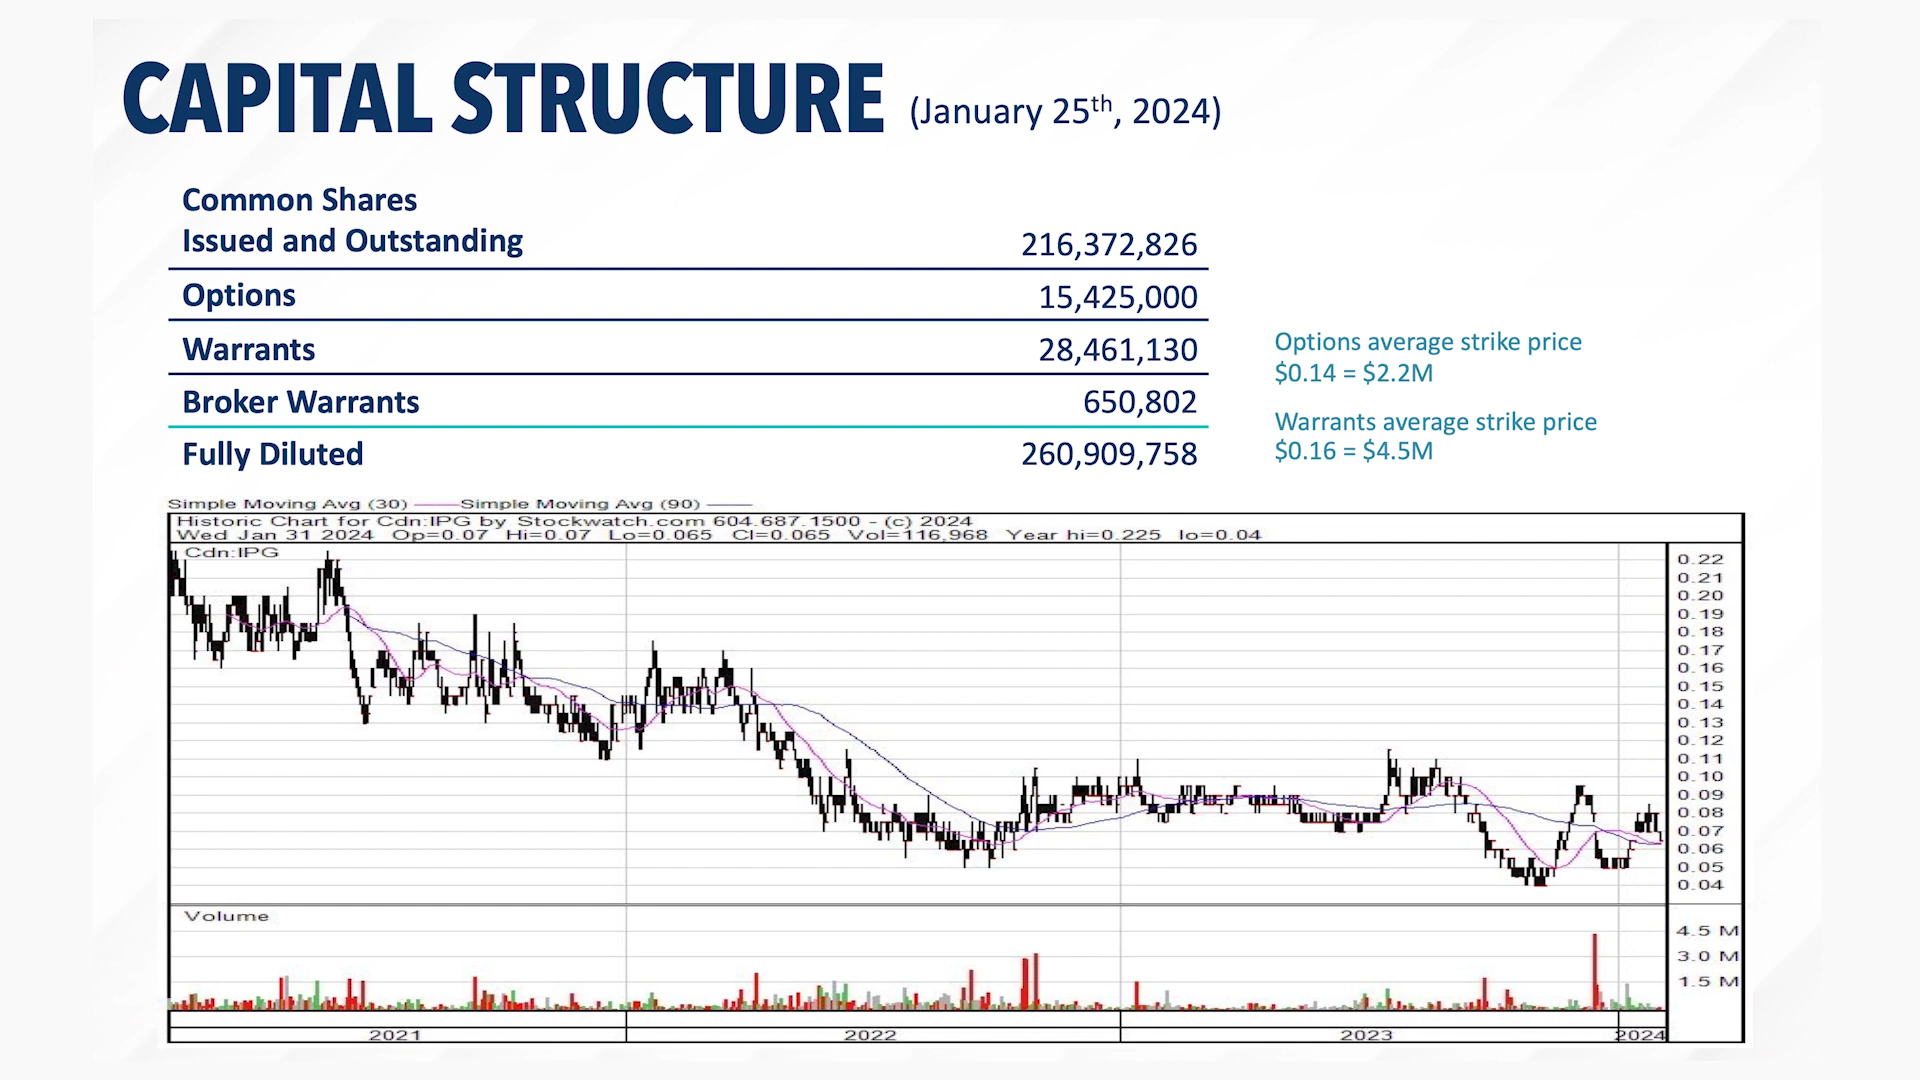 CAPITAL STRUCTURE (January 25th, 2024)
Common Shares
Issued and Outstanding 216,372,826
Options 15,425,000
Warrants 28,461,130
Broker Warrants 650,802
Fully Diluted 260,909,758
Options average strike price
$0.14 = $2.2M
Warrants average strike price
$0.16 = $4.5M
Simple Moving Avg (30) Simple Moving Avg (90)
Historic Chart for Cdn:IPG by Stockwatch.com 604.687.1500 - (c) 2024
Wed Jan 31 2024 Op=0.07 Hi=0.07 Lo=0.065 Cl=0.065 Vol=116,968 Year hi=0.225 lo=0.04
Cdn:IPG
0.22
0.21
0.20
0.19
0.18
0.17
0.16
0.15
0.14
0.13
0.12
0.11
0.10
0.09
0.08
0.07
0.06
0.05
0.04
Volume
4.5 M
3.0 M
1.5 M
2021 2022 2023 2024